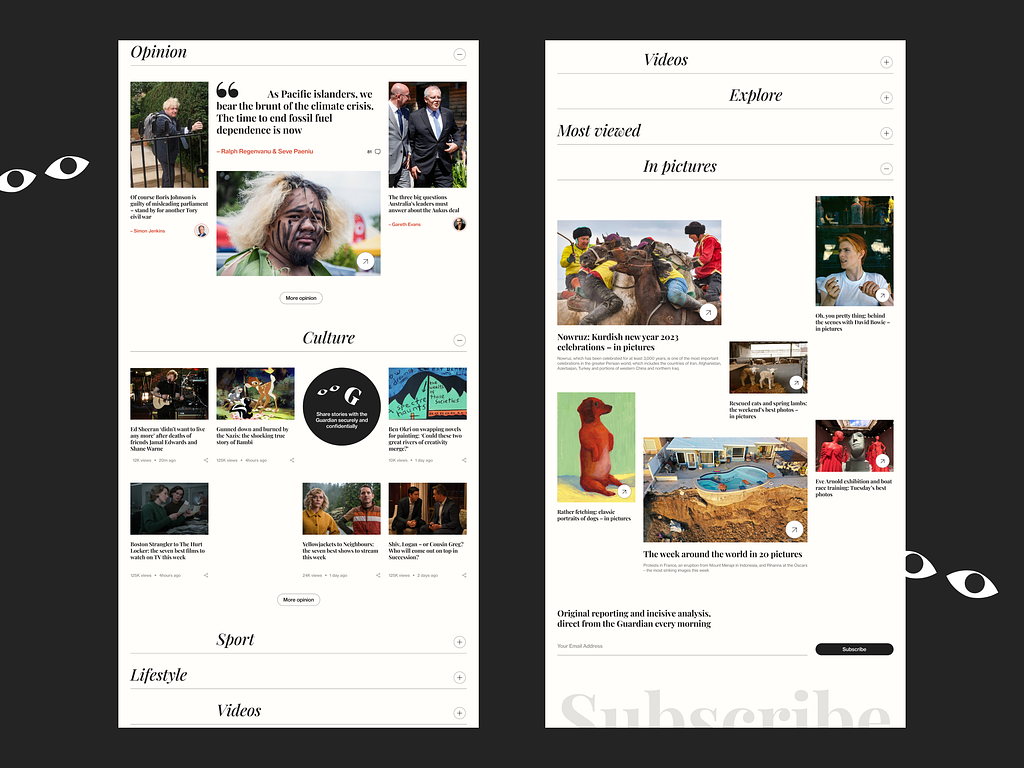 Opinion
Of course Boris Johnson is
guilty of misleading parliament
– stand by for another Tory
civil war
– Simon Jenkins
As Pacific islanders, we
bear the brunt of the climate crisis.
The time to end fossil fuel
dependence is now
– Ralph Regenvanu & Seve Paeniu
81
The three big questions
Australia's leaders must
answer about the Aukus deal
– Gareth Evans
More opinion
Culture
Ed Sheeran 'didn't want to live
any more' after deaths of
friends Jamal Edwards and
Shane Warne
12K views • 20m ago
Gunned down and burned by
the Nazis: the shocking true
story of Bambi
125K views • 4hours ago
G
Share stories with the
Guardian securely and
confidentially
Ben Okri on swapping novels
for painting: 'Could these two
great rivers of creativity
merge?'
10K views • 1 day ago
Boston Strangler to The Hurt
Locker: the seven best films to
watch on TV this week
125K views • 4hours ago
Yellowjackets to Neighbours:
the seven best shows to stream
this week
24K views • 1 day ago
Shiv, Logan – or Cousin Greg?
Who will come out on top in
Succession?
125K views • 2 days ago
More opinion
Sport
Lifestyle
Videos
Videos
Explore
Most viewed
In pictures
Nowruz: Kurdish new year 2023
celebrations – in pictures
Nowruz, which has been celebrated for at least 3,000 years, is one of the most important
celebrations in the greater Persian world, which includes the countries of Iran, Afghanistan,
Azerbaijan, Turkey and portions of western China and northern Iraq.
Oh, you pretty thing: behind
the scenes with David Bowie –
in pictures
Rescued cats and spring lambs:
the weekend's best photos –
in pictures
Rather fetching: classic
portraits of dogs – in pictures
The week around the world in 20 pictures
Protests in France, an eruption from Mount Merapi in Indonesia, and Rihanna at the Oscars
– the most striking images this week
Eve Arnold exhibition and boat
race training: Tuesday's best
photos
Original reporting and incisive analysis,
direct from the Guardian every morning
Your Email Address
Subscribe
Subscribe